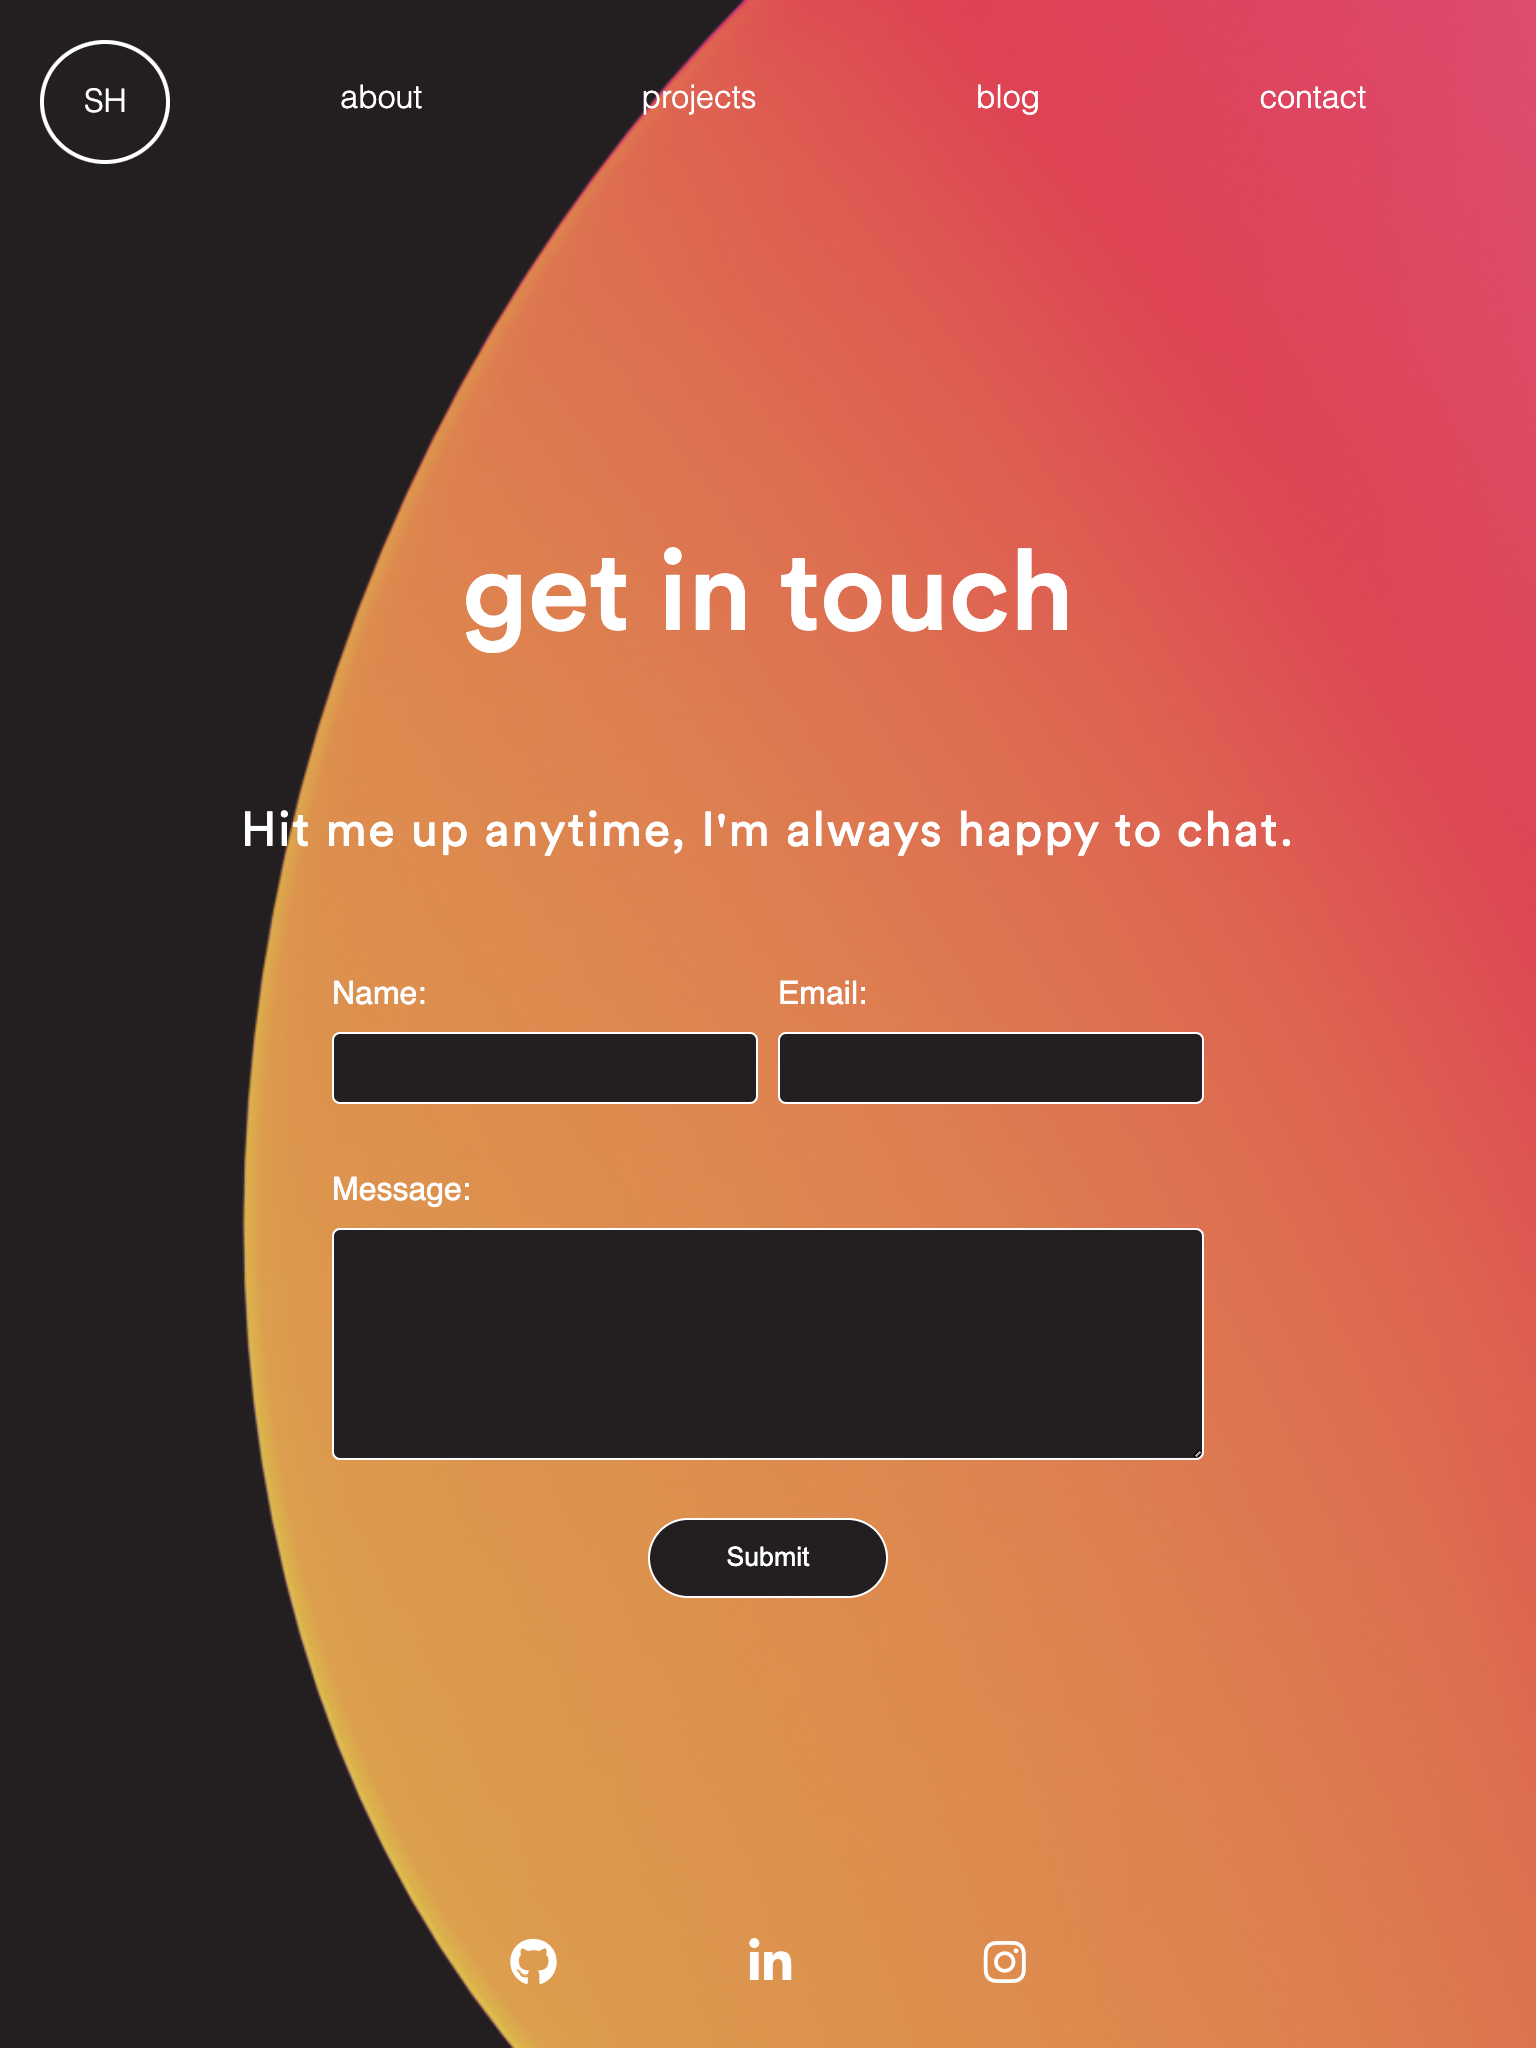 SH about projects blog contact
get in touch
Hit me up anytime, I'm always happy to chat.
Name: Email:
Message:
Submit
in